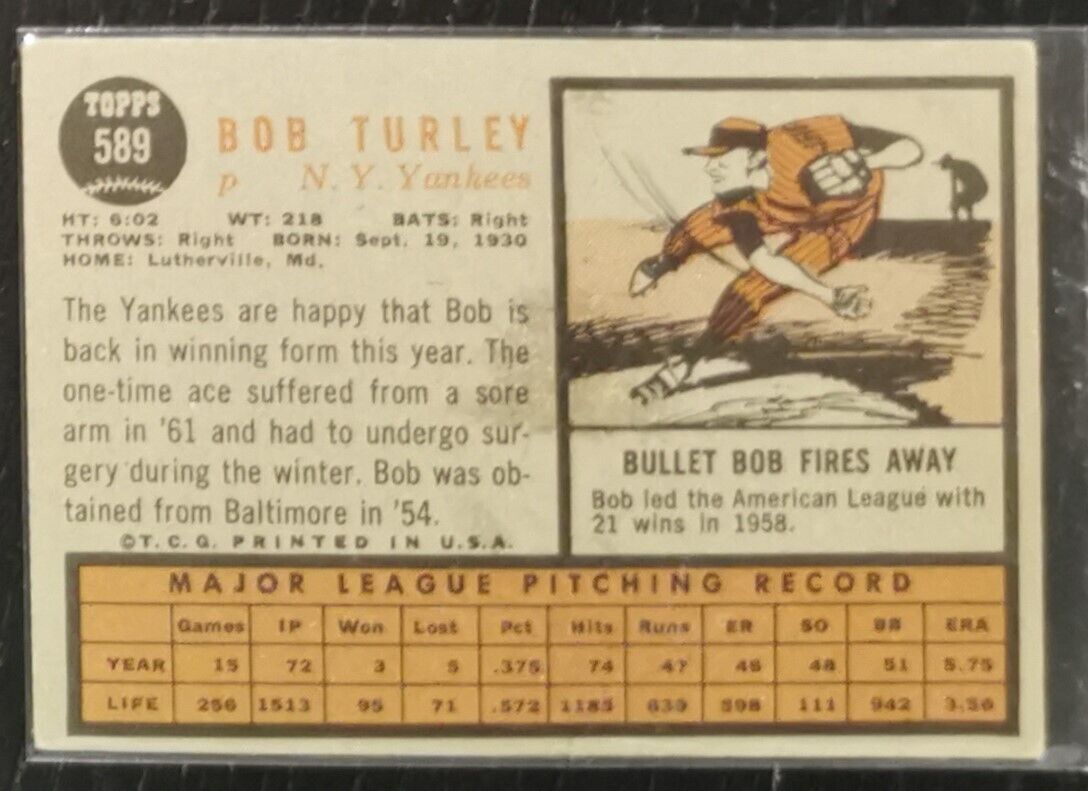 TOPPS
589
BOB TURLEY
p N. Y. Yankees
HT: 6:02 WT: 218 BATS: Right
THROWS: Right BORN: Sept. 19, 1930
HOME: Lutherville, Md.
The Yankees are happy that Bob is
back in winning form this year. The
one-time ace suffered from a sore
arm in '61 and had to undergo sur-
gery during the winter. Bob was ob-
tained from Baltimore in '54.
©T. C. G. PRINTED IN U.S.A.
BULLET BOB FIRES AWAY
Bob led the American League with
21 wins in 1958.
MAJOR LEAGUE PITCHING RECORD
Games IP Won Lost Pct Hits Runs ER SO BB ERA
YEAR 15 72 3 5 .375 74 47 46 48 51 5.75
LIFE 256 1513 95 71 .572 1185 639 598 111 942 3.56